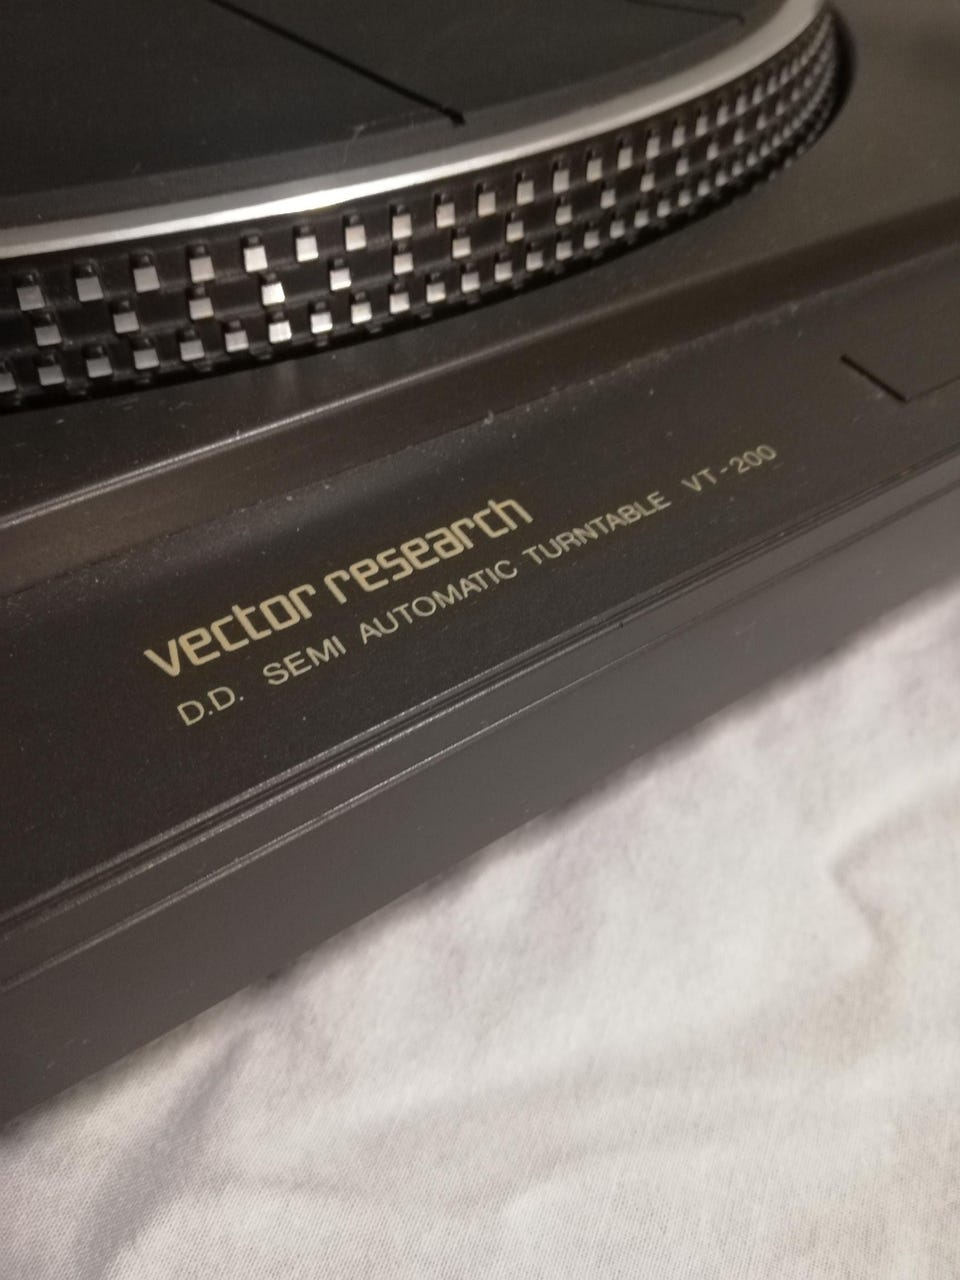 vector research
D.D. SEMI AUTOMATIC TURNTABLE VT-200